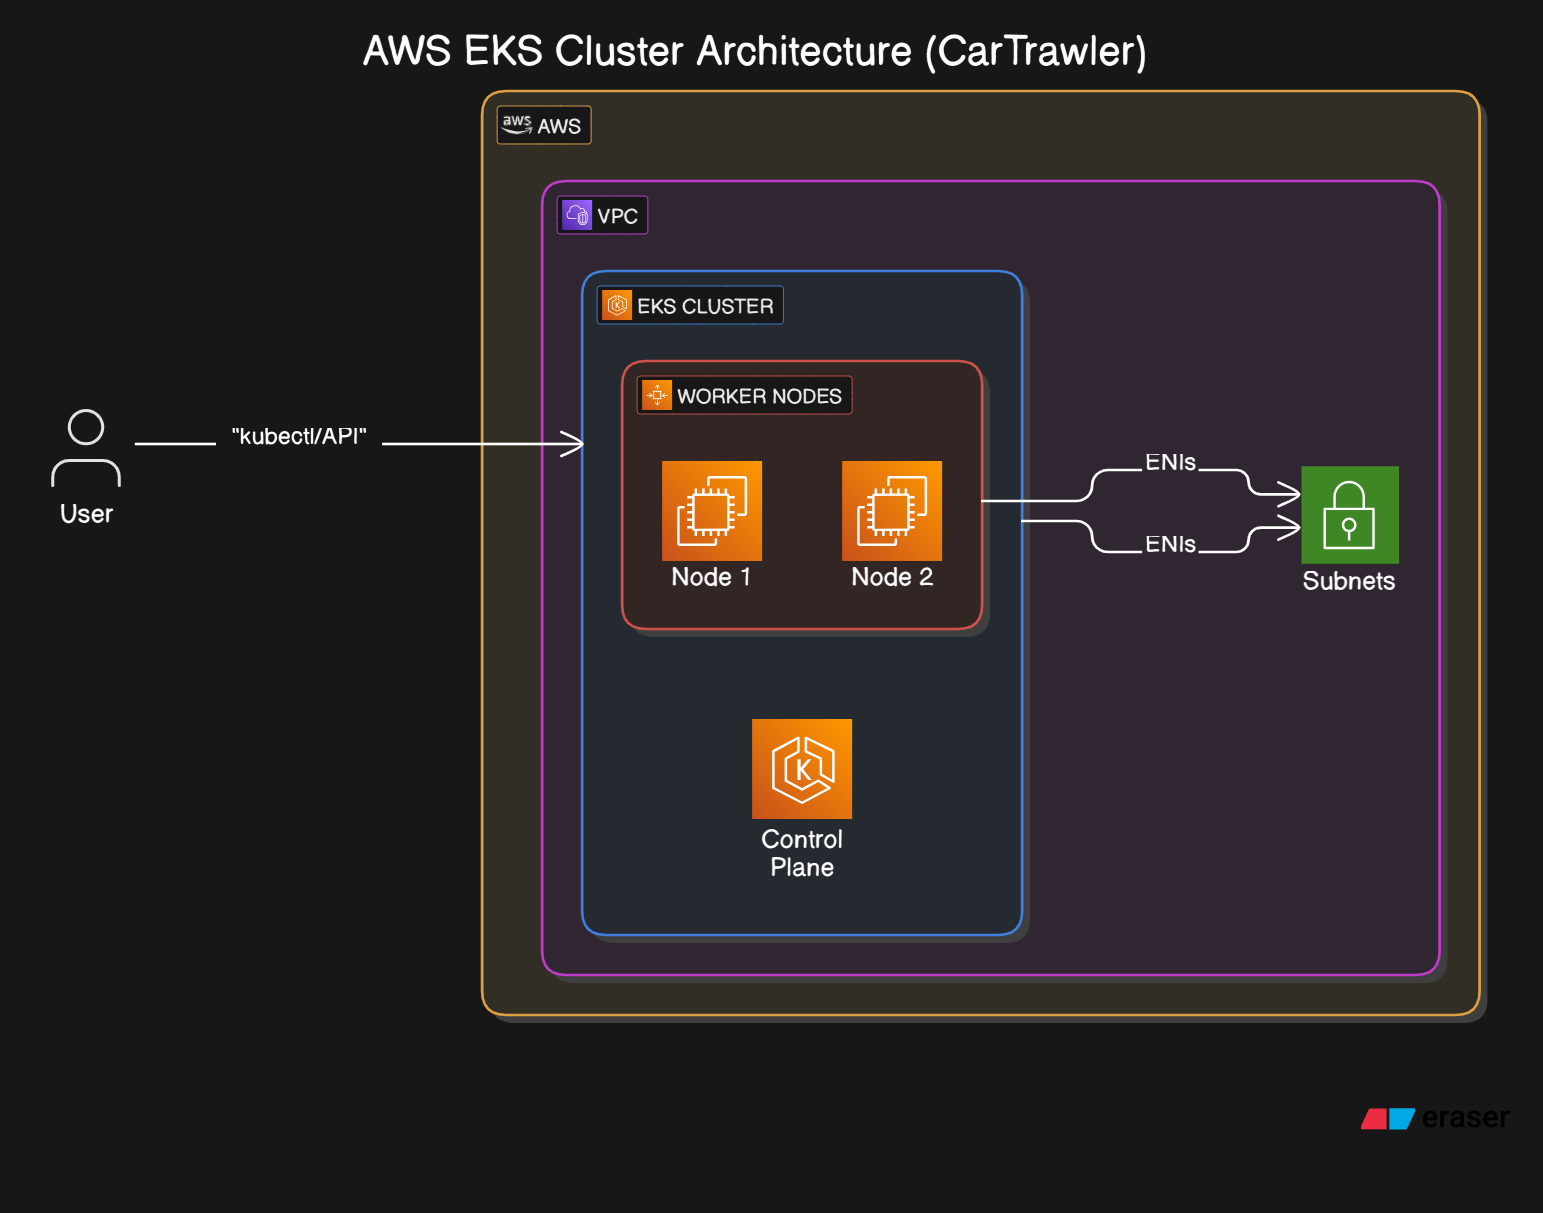 AWS EKS Cluster Architecture (CarTrawler)
aws AWS
VPC
K EKS CLUSTER
WORKER NODES
"kubectl/API"
User
Node 1
Node 2
ENIs
ENIs
Subnets
K
Control
Plane
eraser